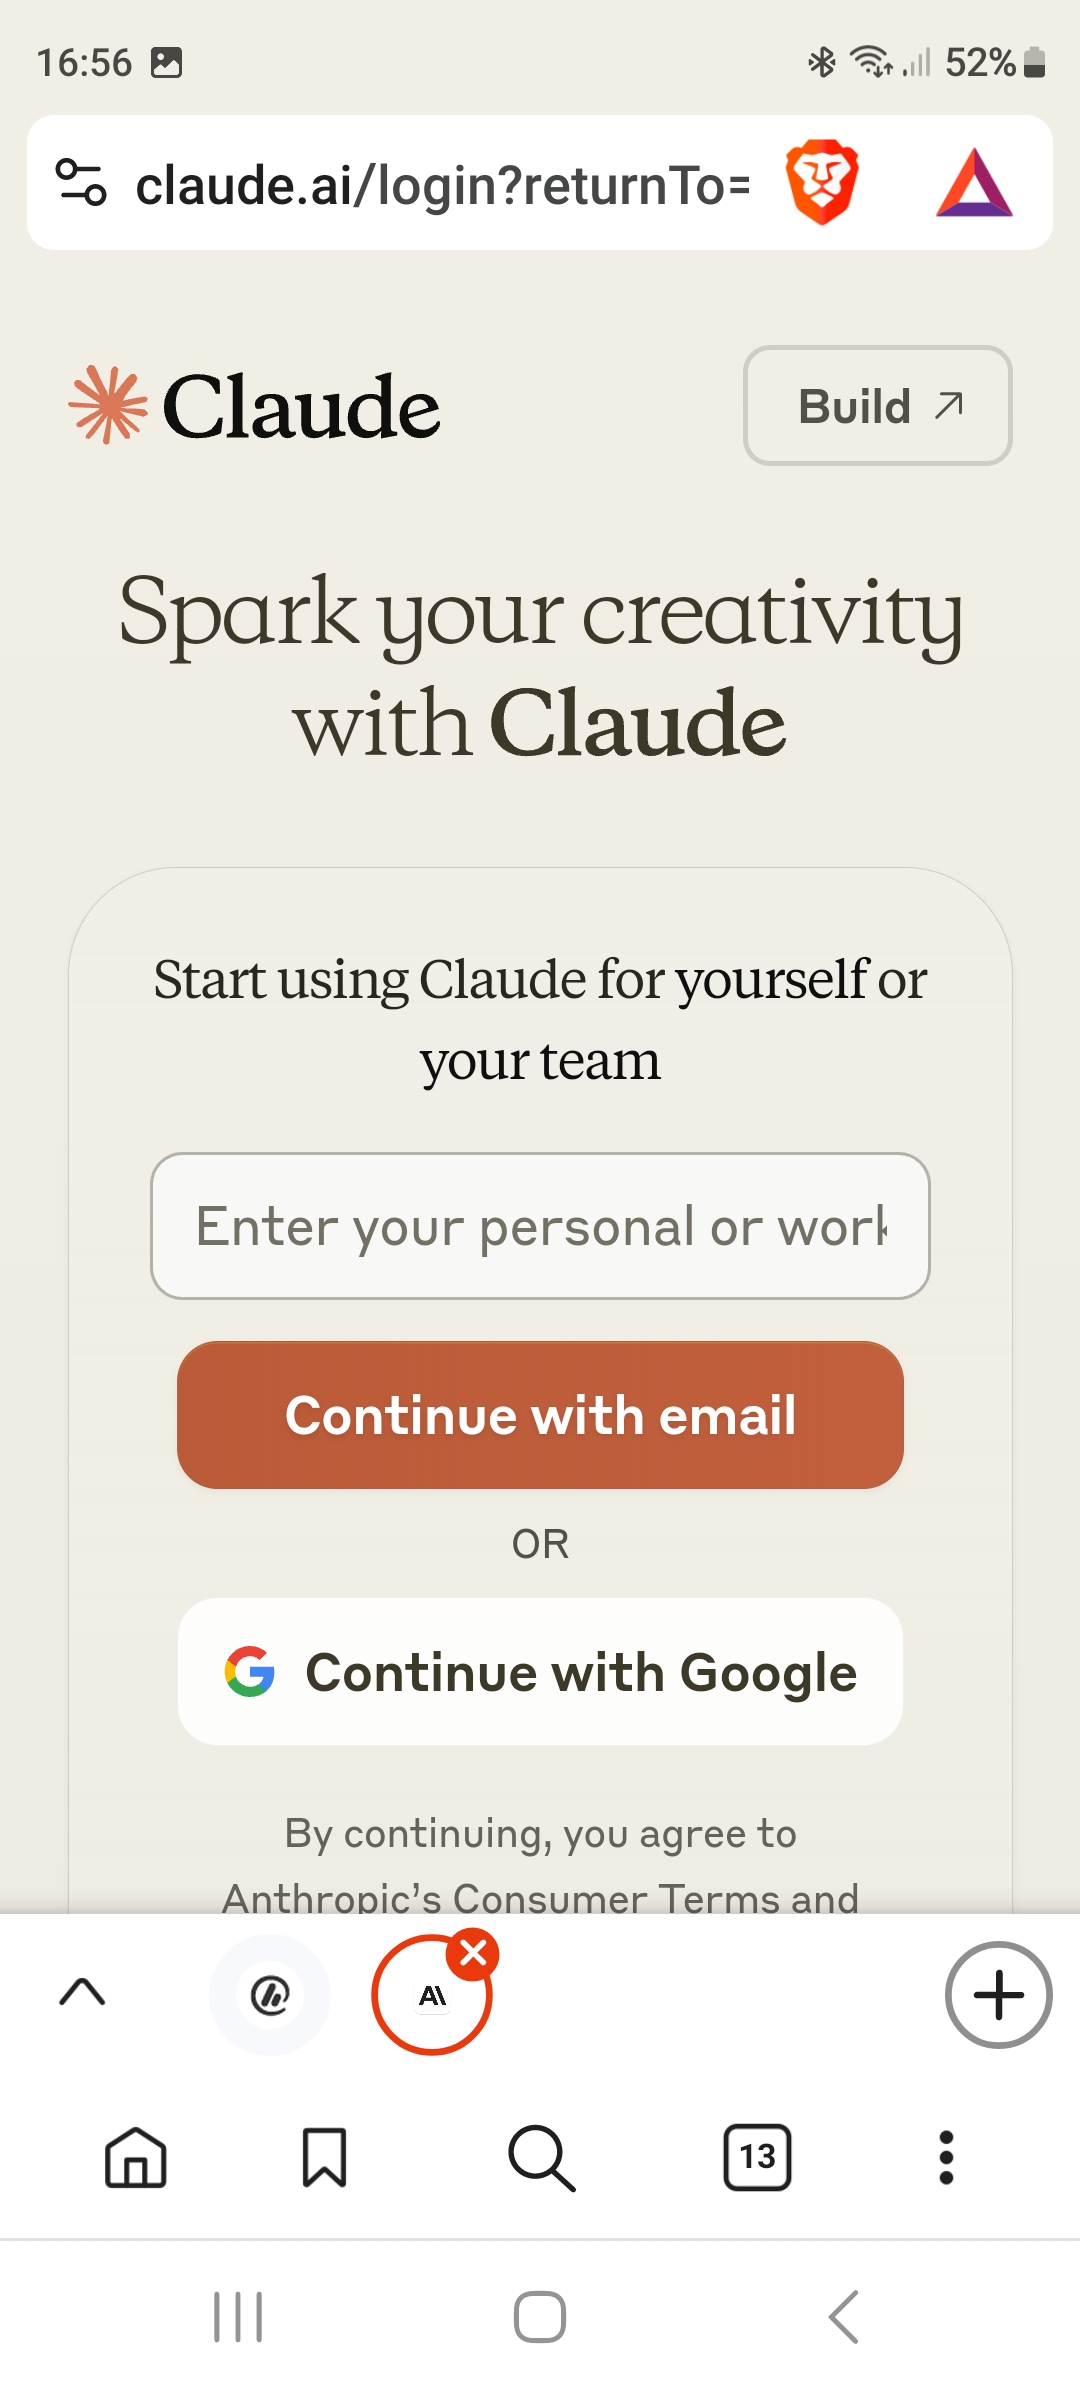 16:56
52%
claude.ai/login?returnTo=
Claude
Build
Spark your creativity
with Claude
Start using Claude for yourself or
your team
Enter your personal or work
Continue with email
OR
Continue with Google
By continuing, you agree to
Anthropic’s Consumer Terms and
13